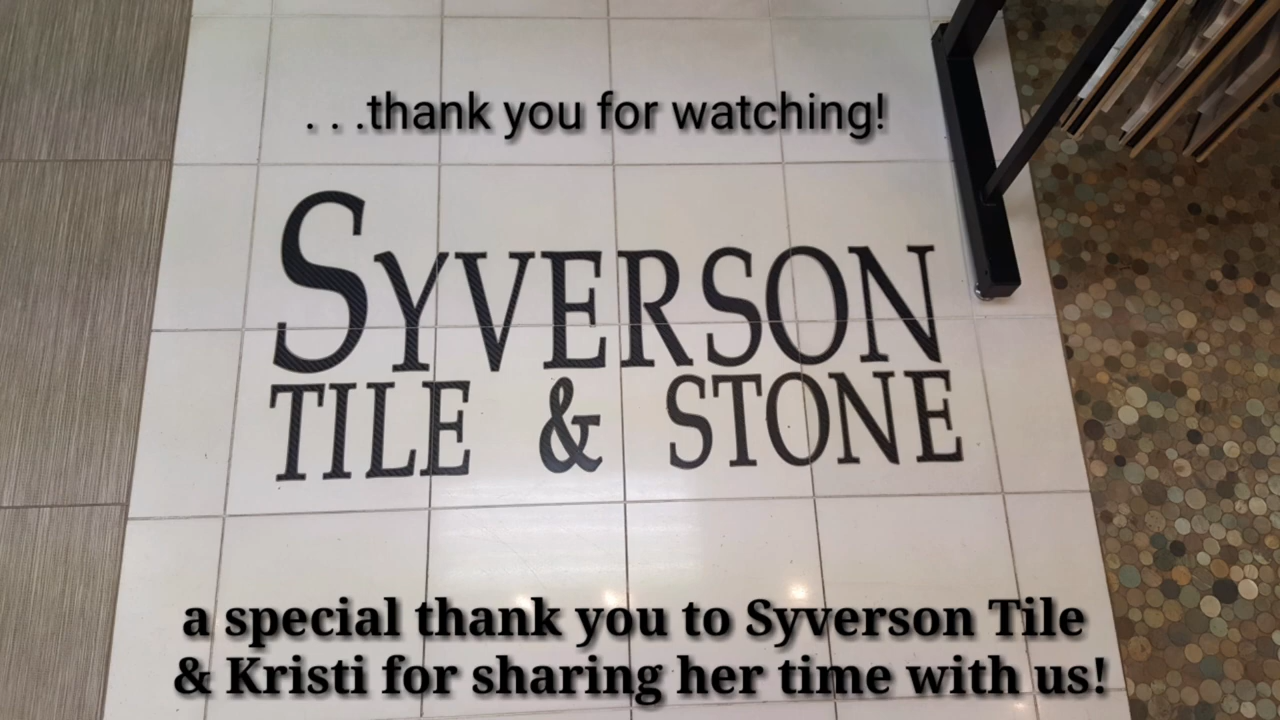 . . .thank you for watching!
SYVERSON
TILE & STONE
a special thank you to Syverson Tile
& Kristi for sharing her time with us!